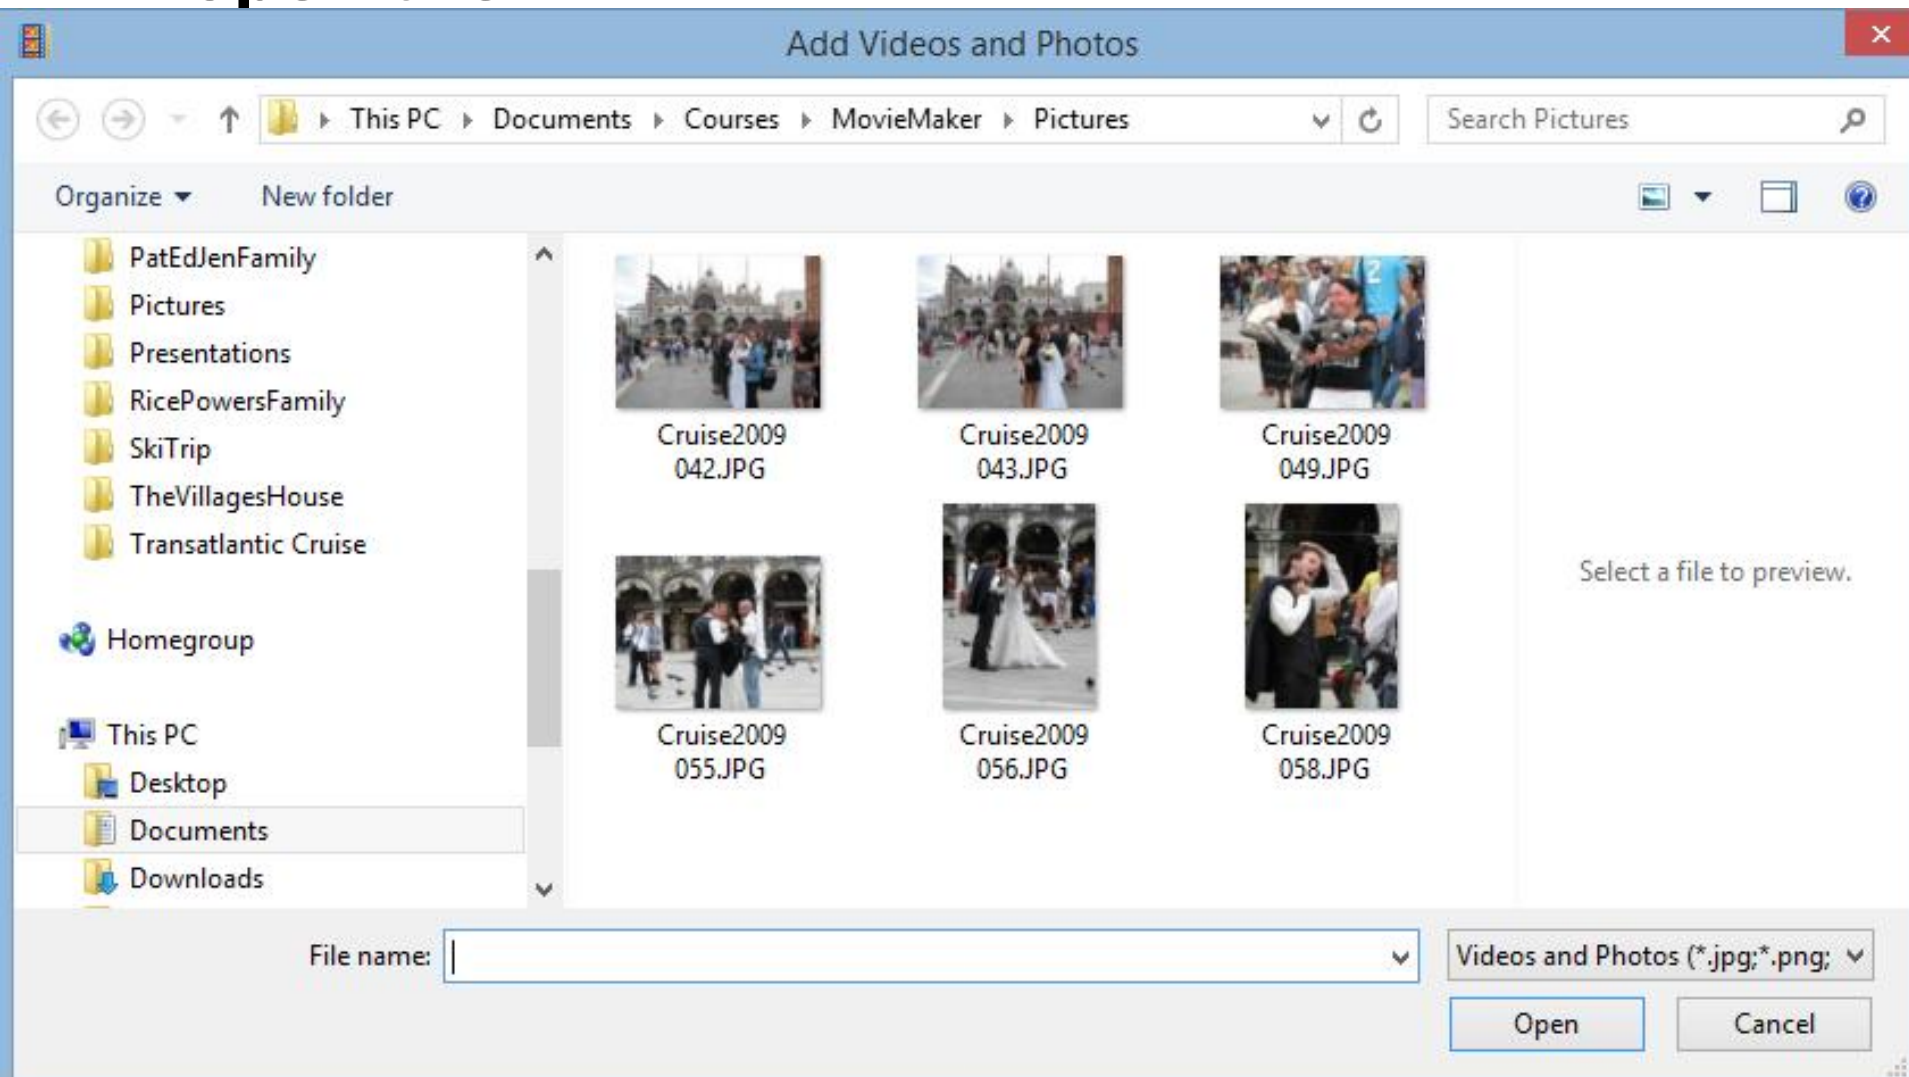 Add Videos and Photos
This PC Documents Courses MovieMaker Pictures
Search Pictures
Organize
New folder
PatEdJenFamily
Pictures
Presentations
RicePowersFamily
SkiTrip
TheVillagesHouse
Transatlantic Cruise
Homegroup
This PC
Desktop
Documents
Downloads
Cruise2009
042.JPG
Cruise2009
043.JPG
Cruise2009
049.JPG
Cruise2009
055.JPG
Cruise2009
056.JPG
Cruise2009
058.JPG
Select a file to preview.
File name:
Videos and Photos (*.jpg;*.png;
Open
Cancel